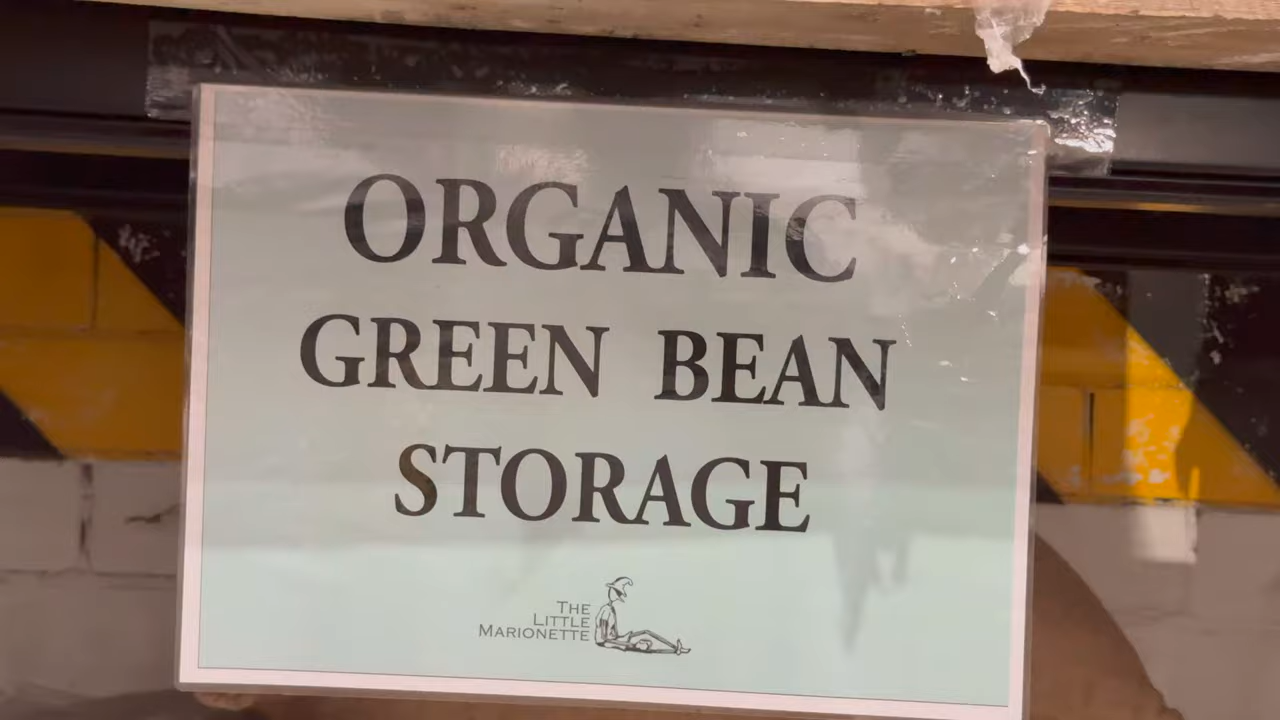 ORGANIC
GREEN BEAN
STORAGE
THE
LITTLE
MARIONETTE